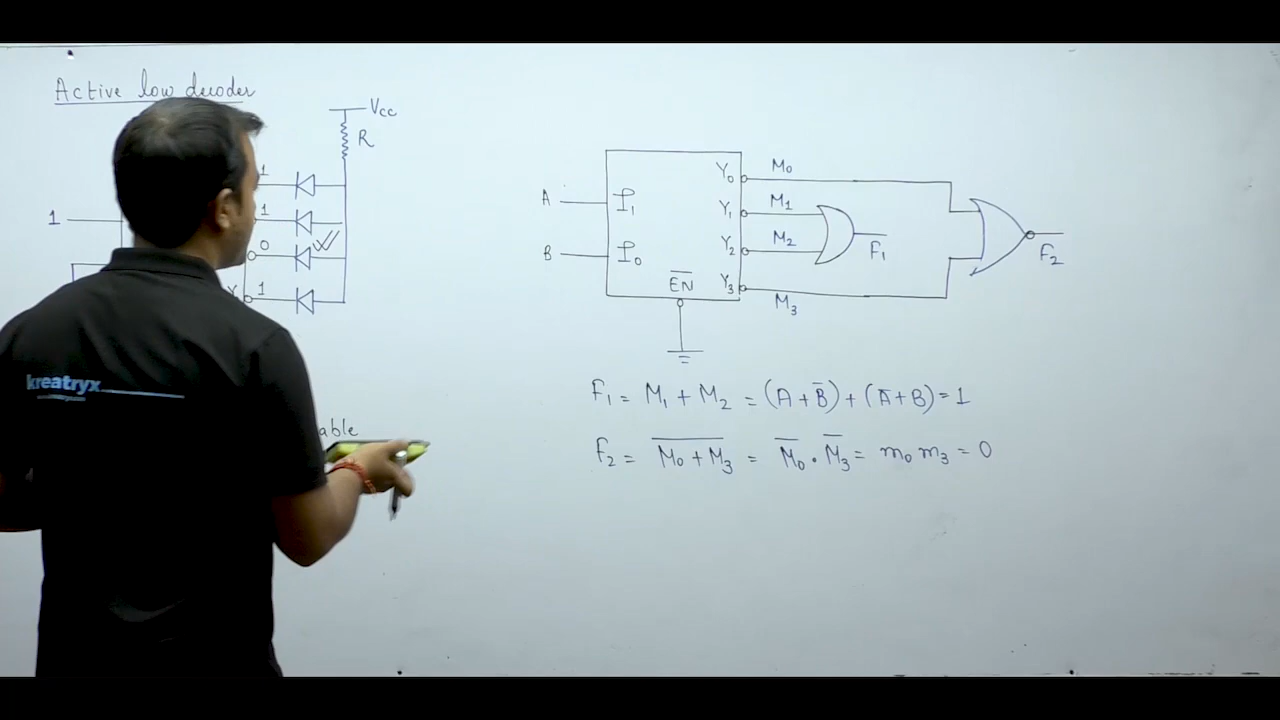 Active low decoder
Vcc
R
1
1
1
0
1
kreatryx
able
A
B
I₁
I₀
E̅N̅
Y₀
Y₁
Y₂
Y₃
M₀
M₁
M₂
M₃
F₁
F₂
F₁ = M₁ + M₂ = (A + B̅) + (A̅ + B) = 1
F₂ = \overline{M₀ + M₃} = M̅₀ · M̅₃ = m₀ m₃ = 0